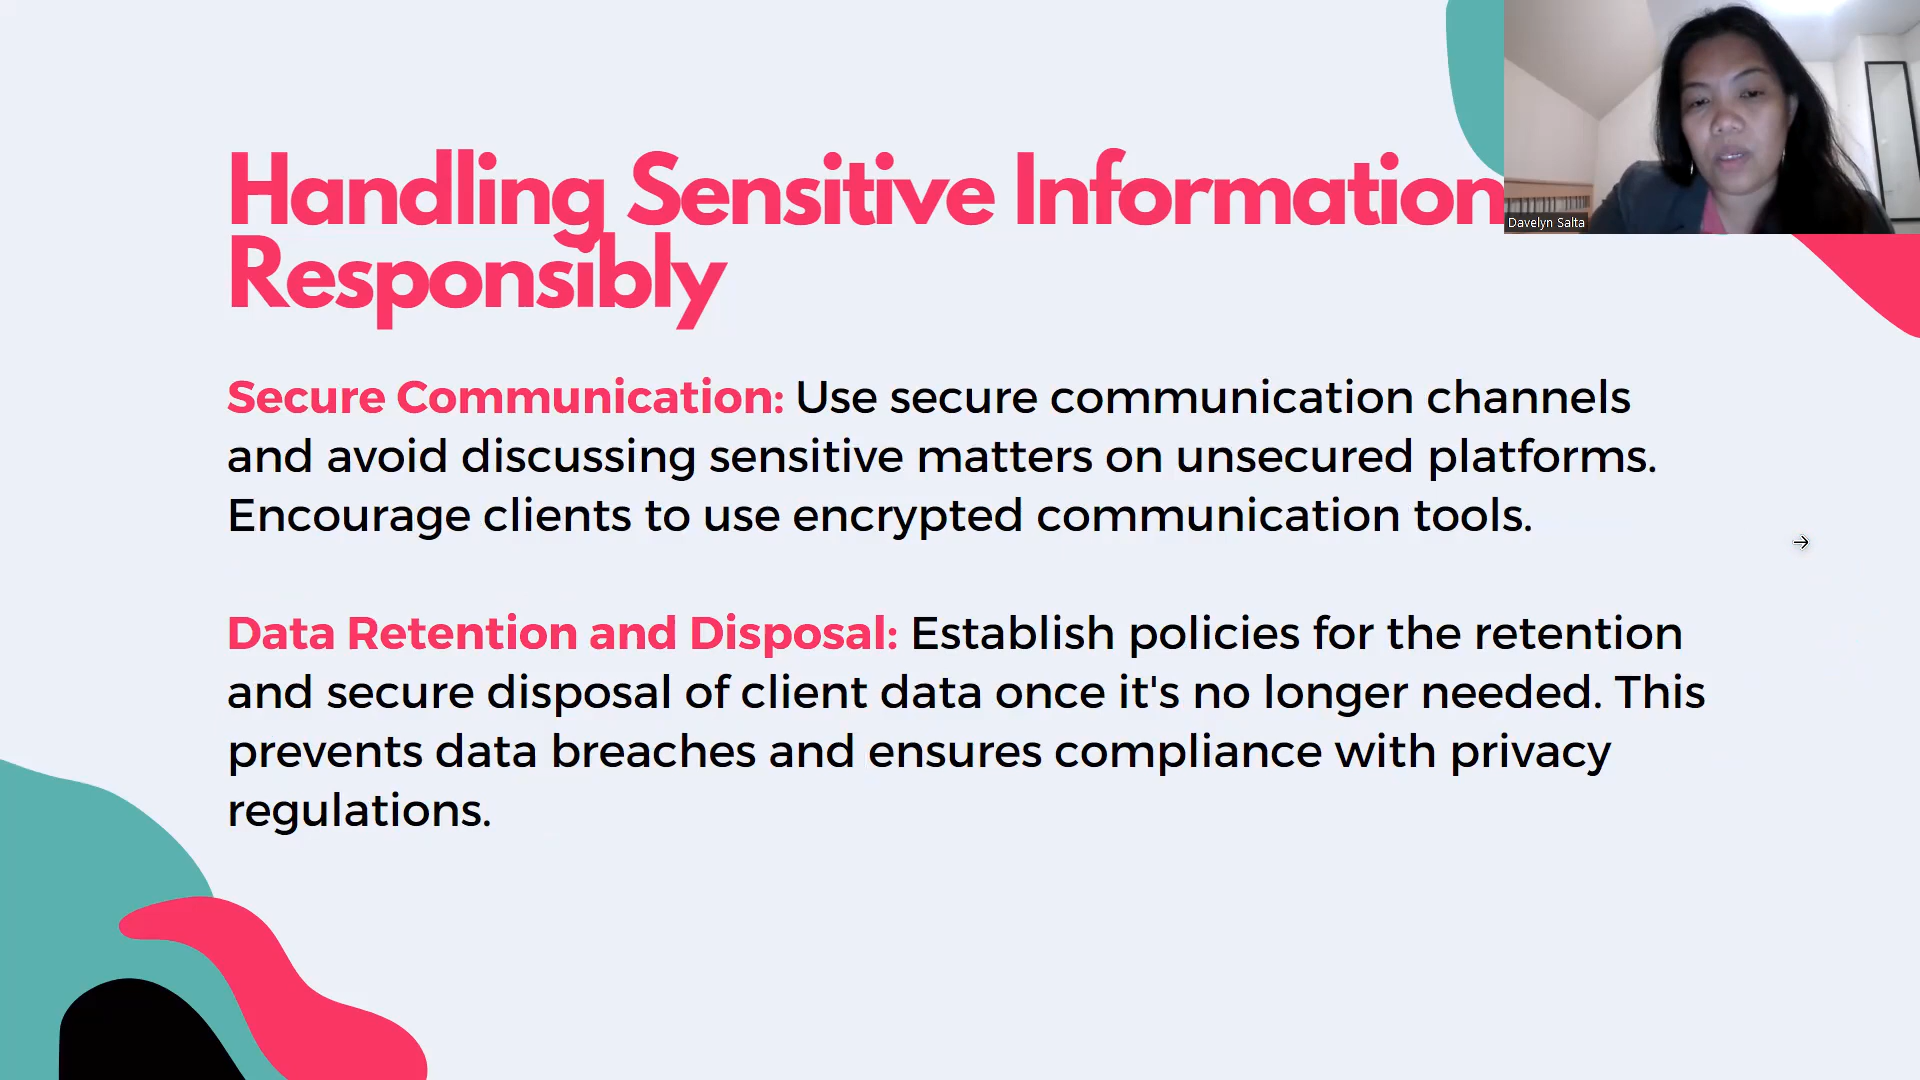 Handling Sensitive Information
Responsibly
Davelyn Salta
Secure Communication: Use secure communication channels
and avoid discussing sensitive matters on unsecured platforms.
Encourage clients to use encrypted communication tools.
Data Retention and Disposal: Establish policies for the retention
and secure disposal of client data once it's no longer needed. This
prevents data breaches and ensures compliance with privacy
regulations.